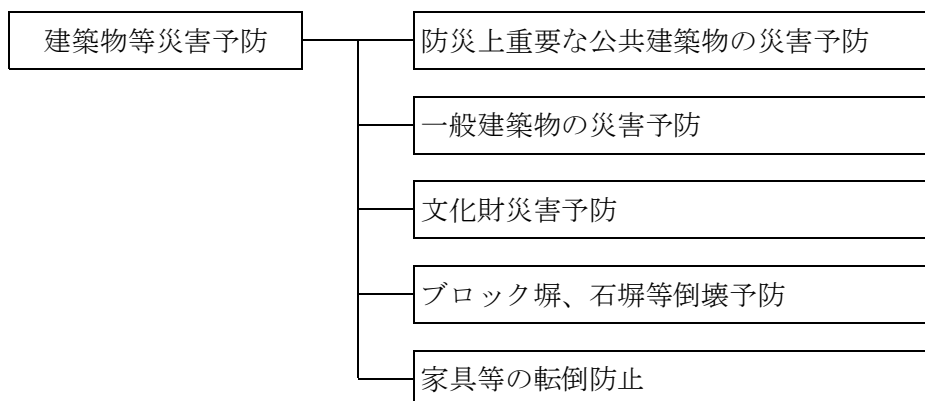 建築物等災害予防
防災上重要な公共建築物の災害予防
一般建築物の災害予防
文化財災害予防
ブロック塀、石塀等倒壊予防
家具等の転倒防止